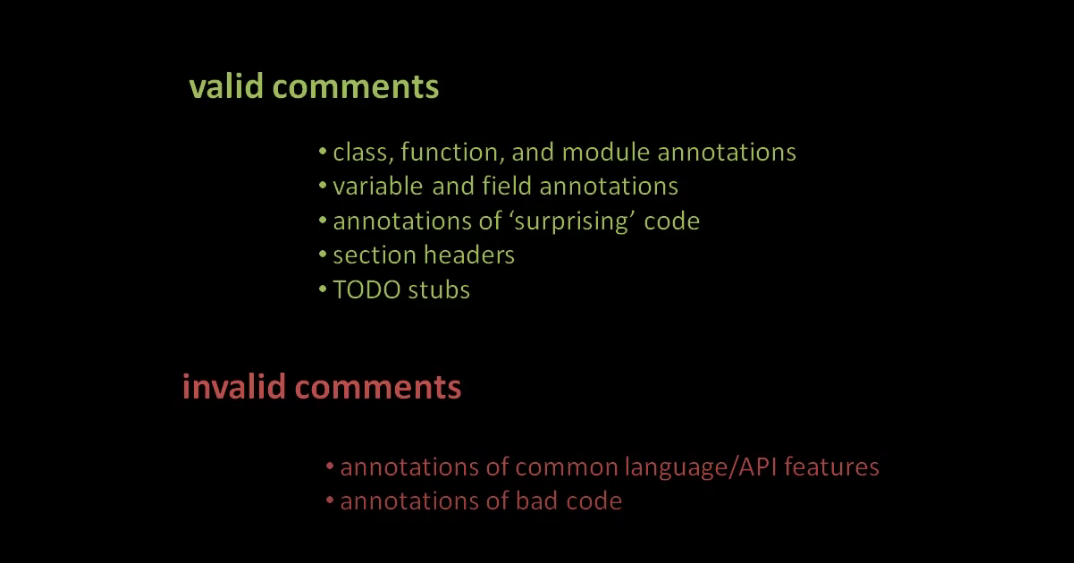 valid comments
• class, function, and module annotations
• variable and field annotations
• annotations of ‘surprising’ code
• section headers
• TODO stubs
invalid comments
• annotations of common language/API features
• annotations of bad code